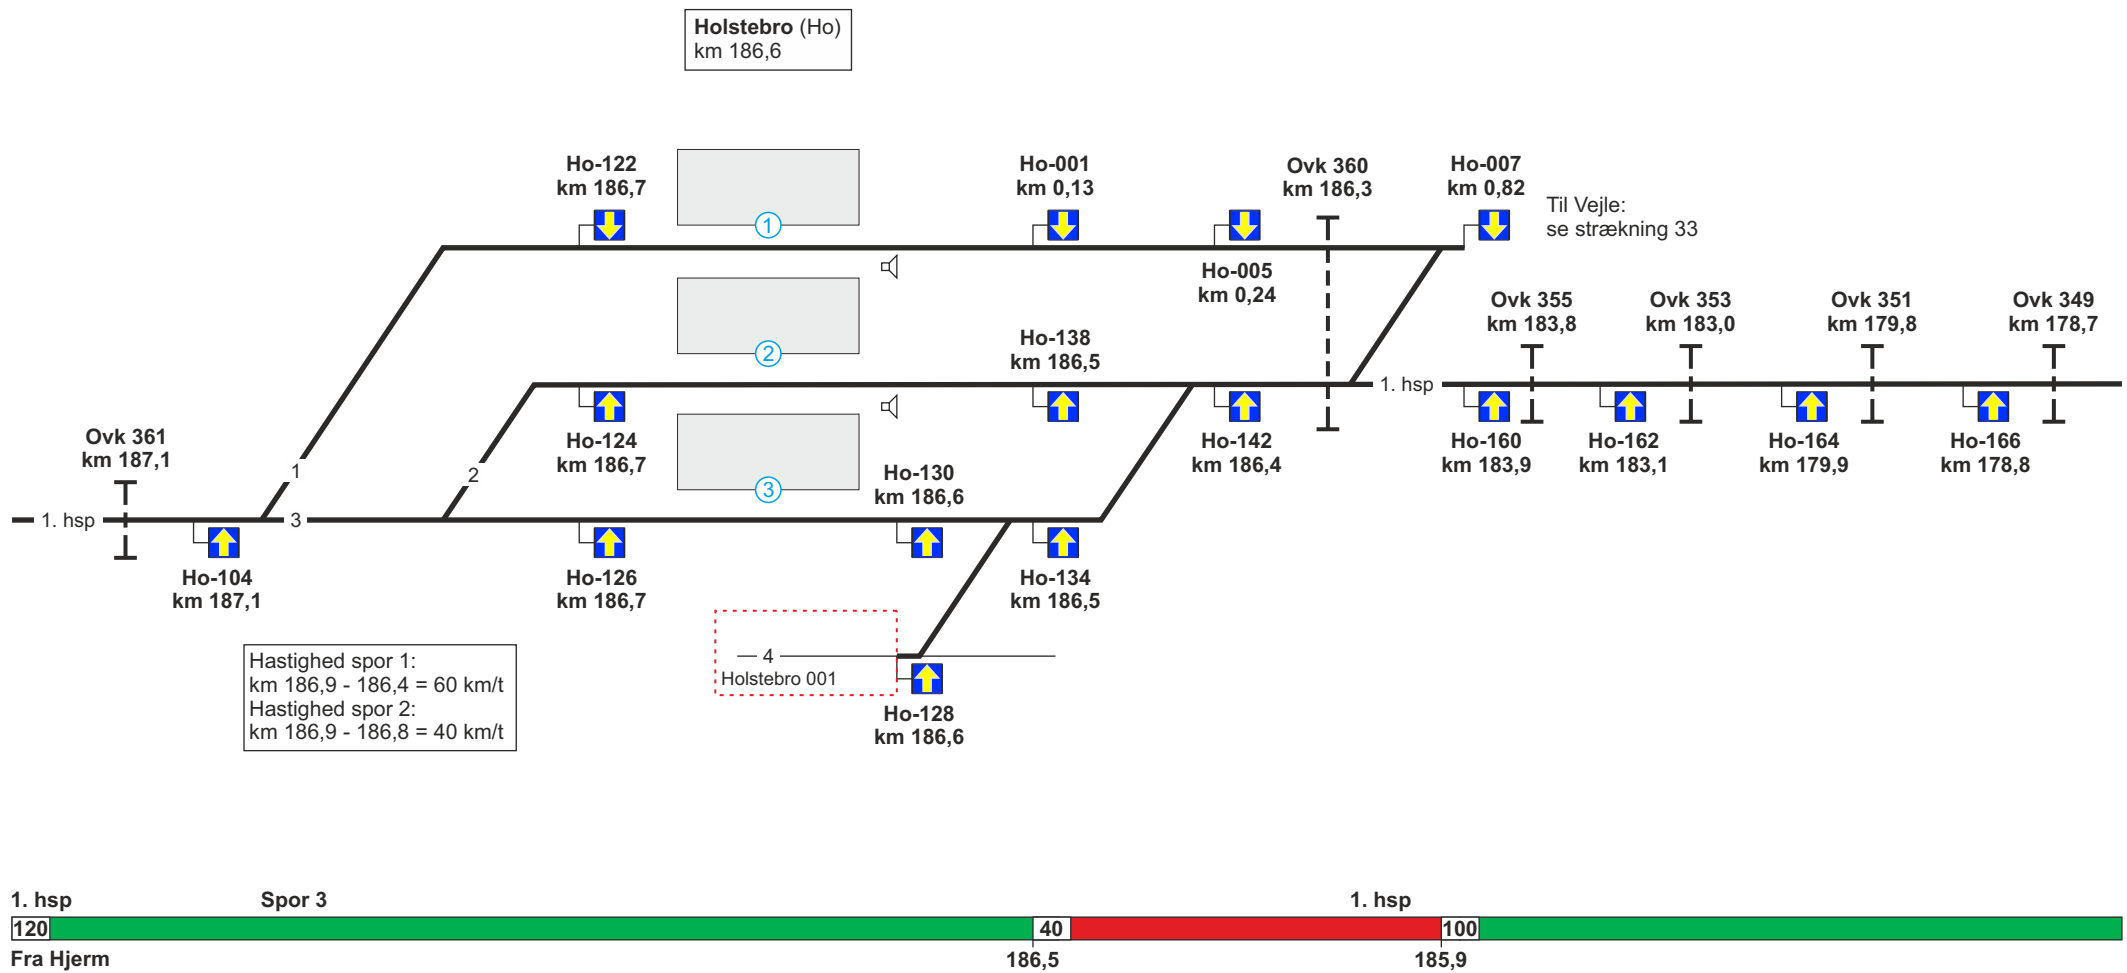 Holstebro (Ho)
km 186,6
Ho-122
km 186,7
Ho-001
km 0,13
Ovk 360
km 186,3
Ho-007
km 0,82
Til Vejle:
se strækning 33
1
Ho-005
km 0,24
Ovk 355
km 183,8
Ovk 353
km 183,0
Ovk 351
km 179,8
Ovk 349
km 178,7
2
Ho-138
km 186,5
1. hsp
Ho-124
km 186,7
Ho-142
km 186,4
Ho-160
km 183,9
Ho-162
km 183,1
Ho-164
km 179,9
Ho-166
km 178,8
Ovk 361
km 187,1
1
2
3
Ho-130
km 186,6
1. hsp
3
Ho-104
km 187,1
Ho-126
km 186,7
Ho-134
km 186,5
4
Holstebro 001
Ho-128
km 186,6
Hastighed spor 1:
km 186,9 - 186,4 = 60 km/t
Hastighed spor 2:
km 186,9 - 186,8 = 40 km/t
1. hsp
Spor 3
1. hsp
120
40
100
Fra Hjerm
186,5
185,9